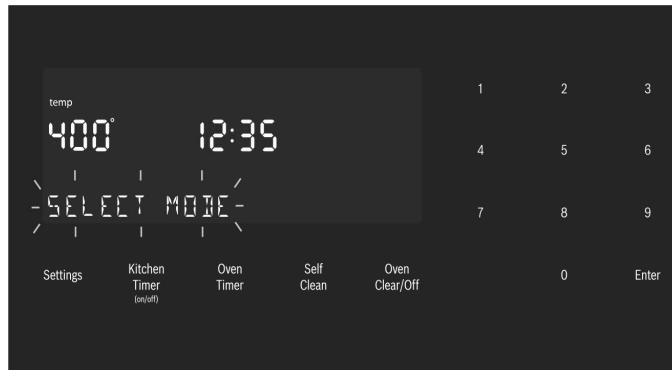 temp
400° 12:35
SELECT MODE
Settings
Kitchen
Timer
(on/off)
Oven
Timer
Self
Clean
Oven
Clear/Off
1 2 3
4 5 6
7 8 9
0 Enter